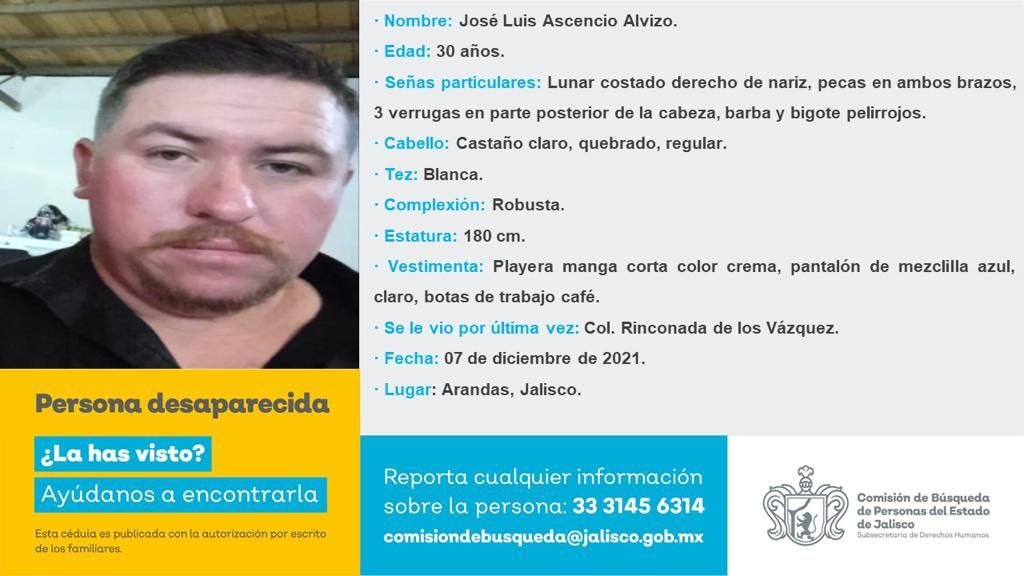 · Nombre: José Luis Ascencio Alvizo.
· Edad: 30 años.
· Señas particulares: Lunar costado derecho de nariz, pecas en ambos brazos,
3 verrugas en parte posterior de la cabeza, barba y bigote pelirrojos.
· Cabello: Castaño claro, quebrado, regular.
· Tez: Blanca.
· Complexión: Robusta.
· Estatura: 180 cm.
· Vestimenta: Playera manga corta color crema, pantalón de mezclilla azul,
claro, botas de trabajo café.
· Se le vio por última vez: Col. Rinconada de los Vázquez.
· Fecha: 07 de diciembre de 2021.
· Lugar: Arandas, Jalisco.
Persona desaparecida
¿La has visto?
Ayúdanos a encontrarla
Esta cédula es publicada con la autorización por escrito
de los familiares.
Reporta cualquier información
sobre la persona: 33 3145 6314
comisiondebusqueda@jalisco.gob.mx
Comisión de Búsqueda
de Personas del Estado
de Jalisco
Subsecretaría de Derechos Humanos